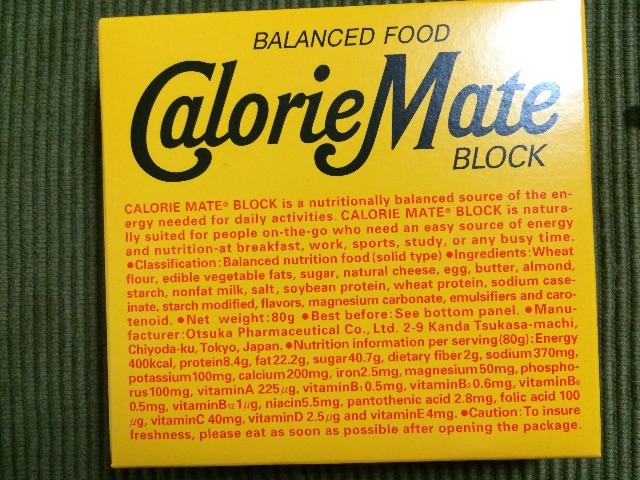 BALANCED FOOD
CalorieMate
BLOCK
CALORIE MATE® BLOCK is a nutritionally balanced source of the en-
ergy needed for daily activities. CALORIE MATE® BLOCK is natura-
lly suited for people on-the-go who need an easy source of energy
and nutrition-at breakfast, work, sports, study, or any busy time.
●Classification:Balanced nutrition food (solid type) ●Ingredients:Wheat
flour, edible vegetable fats, sugar, natural cheese, egg, butter, almond,
starch, nonfat milk, salt, soybean protein, wheat protein, sodium case-
inate, starch modified, flavors, magnesium carbonate, emulsifiers and caro-
tenoid. ●Net weight:80g ●Best before:See bottom panel. ●Manu-
facturer:Otsuka Pharmaceutical Co., Ltd. 2-9 Kanda Tsukasa-machi,
Chiyoda-ku, Tokyo, Japan. ●Nutrition information per serving(80g):Energy
400kcal, protein8.4g, fat22.2g, sugar40.7g, dietary fiber2g, sodium370mg,
potassium100mg, calcium200mg, iron2.5mg, magnesium50mg, phospho-
rus100mg, vitaminA 225μg, vitaminB₁ 0.5mg, vitaminB₂ 0.6mg, vitaminB₆
0.5mg, vitaminB₁₂ 1μg, niacin5.5mg, pantothenic acid 2.8mg, folic acid 100
μg, vitaminC 40mg, vitaminD 2.5μg and vitaminE4mg. ●Caution:To insure
freshness, please eat as soon as possible after opening the package.